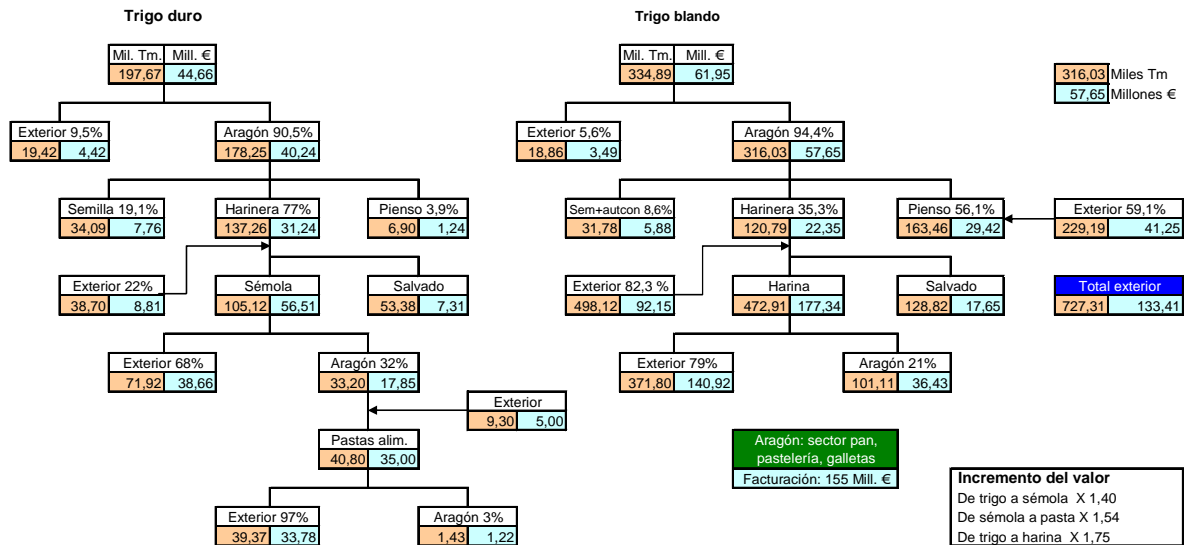 Trigo duro
Trigo blando
Mil. Tm. Mill. €
197,67 44,66
Mil. Tm. Mill. €
334,89 61,95
316,03 Miles Tm
57,65 Millones €
Exterior 9,5%
19,42 4,42
Aragón 90,5%
178,25 40,24
Exterior 5,6%
18,86 3,49
Aragón 94,4%
316,03 57,65
Semilla 19,1%
34,09 7,76
Harinera 77%
137,26 31,24
Pienso 3,9%
6,90 1,24
Sem+autcon 8,6%
31,78 5,88
Harinera 35,3%
120,79 22,35
Pienso 56,1%
163,46 29,42
Exterior 59,1%
229,19 41,25
Exterior 22%
38,70 8,81
Sémola
105,12 56,51
Salvado
53,38 7,31
Exterior 82,3 %
498,12 92,15
Harina
472,91 177,34
Salvado
128,82 17,65
Total exterior
727,31 133,41
Exterior 68%
71,92 38,66
Aragón 32%
33,20 17,85
Exterior 79%
371,80 140,92
Aragón 21%
101,11 36,43
Exterior
9,30 5,00
Pastas alim.
40,80 35,00
Aragón: sector pan,
pastelería, galletas
Facturación: 155 Mill. €
Exterior 97%
39,37 33,78
Aragón 3%
1,43 1,22
Incremento del valor
De trigo a sémola X 1,40
De sémola a pasta X 1,54
De trigo a harina X 1,75